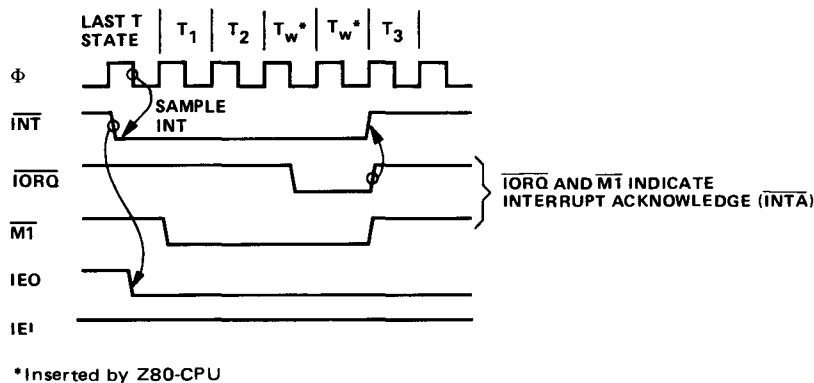 LAST T STATE
T1 T2 Tw* Tw* T3
Φ
SAMPLE INT
INT
IORQ
IORQ AND M1 INDICATE
INTERRUPT ACKNOWLEDGE (INTA)
M1
IEO
IEI
*Inserted by Z80-CPU